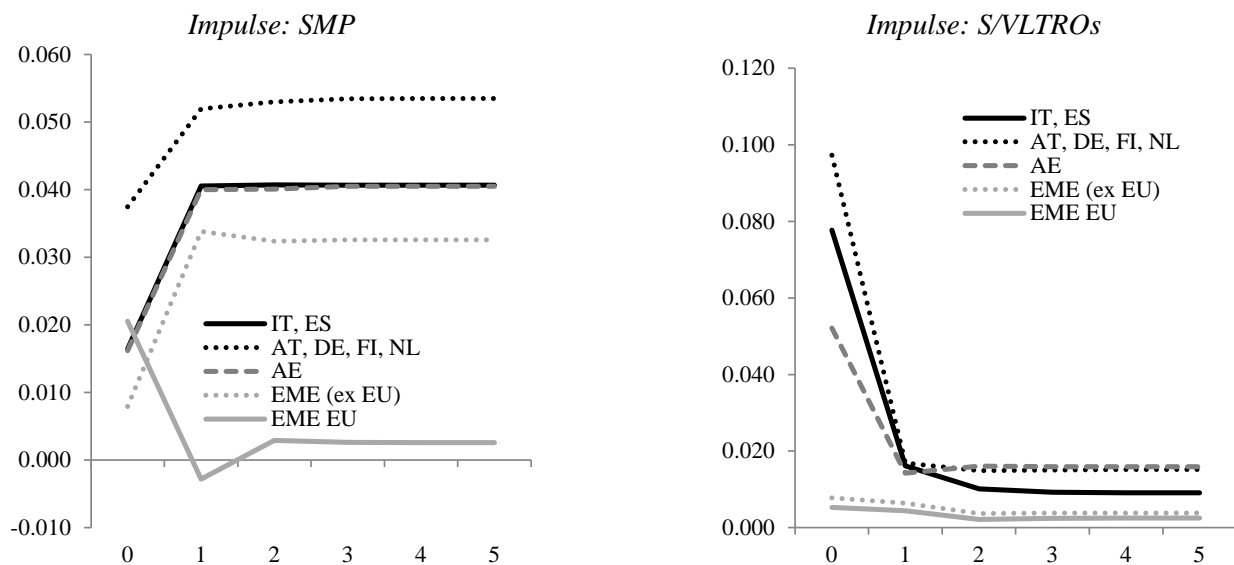 Impulse: SMP
0.060
0.050
0.040
0.030
0.020
0.010
0.000
-0.010
0
1
2
3
4
5
IT, ES
AT, DE, FI, NL
AE
EME (ex EU)
EME EU
Impulse: S/VLTROs
0.120
0.100
0.080
0.060
0.040
0.020
0.000
0
1
2
3
4
5
IT, ES
AT, DE, FI, NL
AE
EME (ex EU)
EME EU